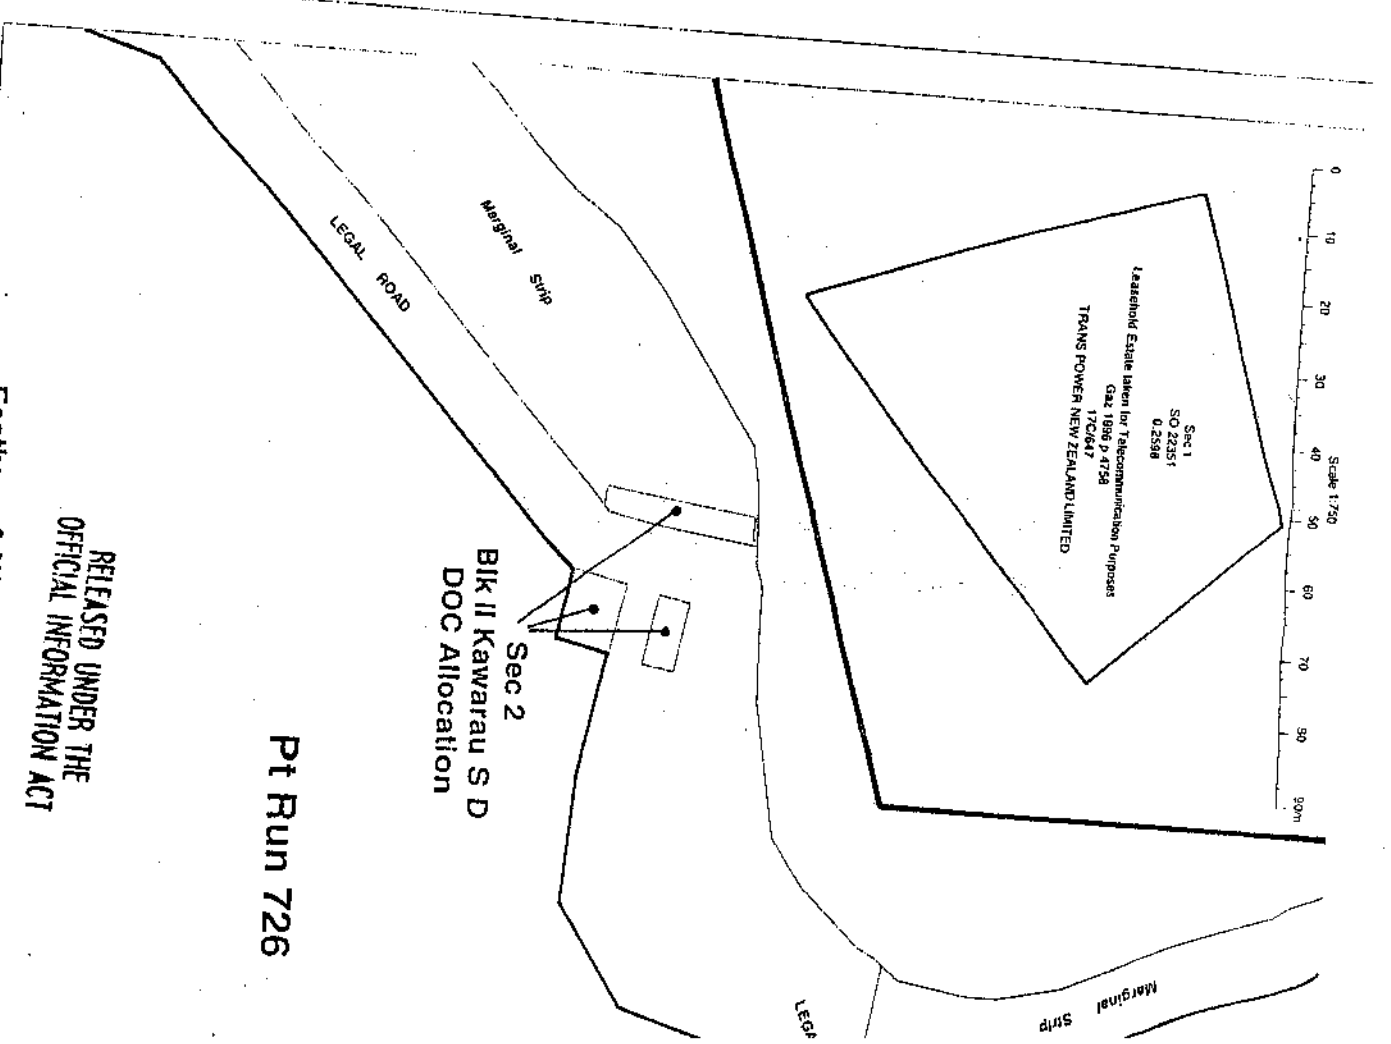 Scale 1:750
0 10 20 30 40 50 60 70 80 90m
Sec 1
SO 22351
0.2598
Leasehold Estate taken for Telecommunication Purposes
Gaz 1996 p 4758
17C/647
TRANS POWER NEW ZEALAND LIMITED
Marginal Strip
LEGAL ROAD
Sec 2
Blk II Kawarau S D
DOC Allocation
Pt Run 726
Marginal
Strip
LEGA
RELEASED UNDER THE
OFFICIAL INFORMATION ACT